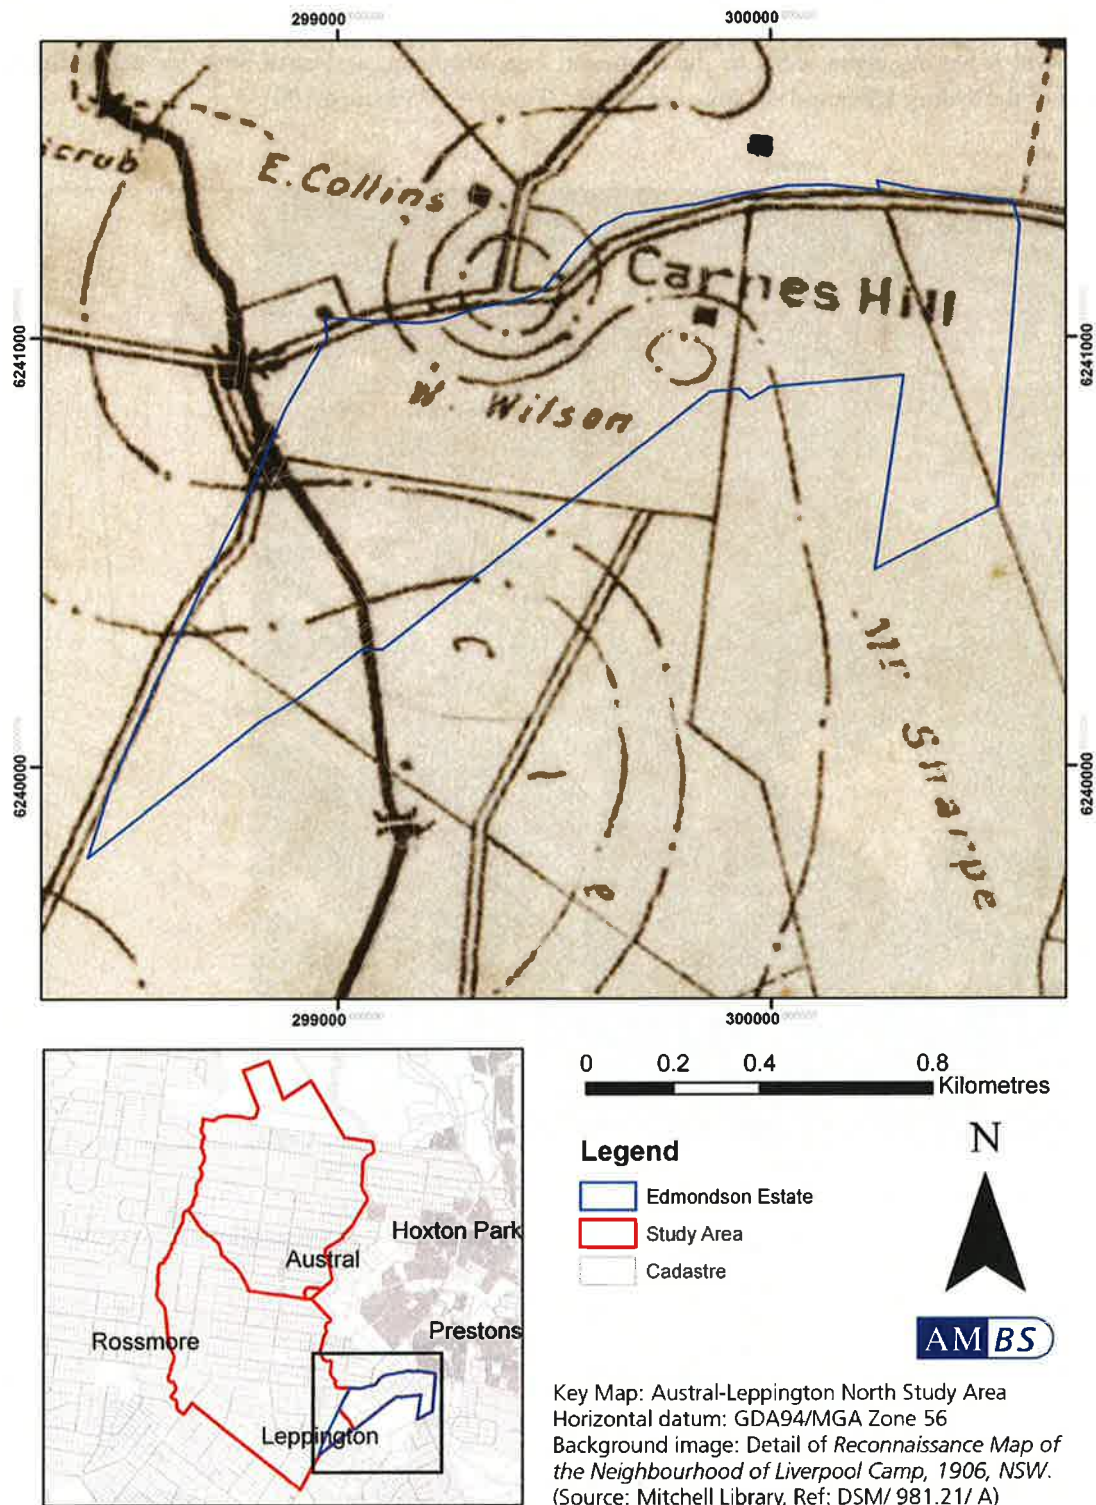 299000
300000
scrub
E. Collins
Carnes Hill
6241000
6241000
W. Wilson
Mr Sharpe
6240000
6240000
299000
300000
0 0.2 0.4 0.8
Kilometres
Legend
N
Edmondson Estate
Study Area
Cadastre
AMBS
Hoxton Park
Austral
Prestons
Rossmore
Leppington
Key Map: Austral-Leppington North Study Area
Horizontal datum: GDA94/MGA Zone 56
Background image: Detail of Reconnaissance Map of
the Neighbourhood of Liverpool Camp, 1906, NSW.
(Source: Mitchell Library, Ref: DSM/ 981.21/ A)